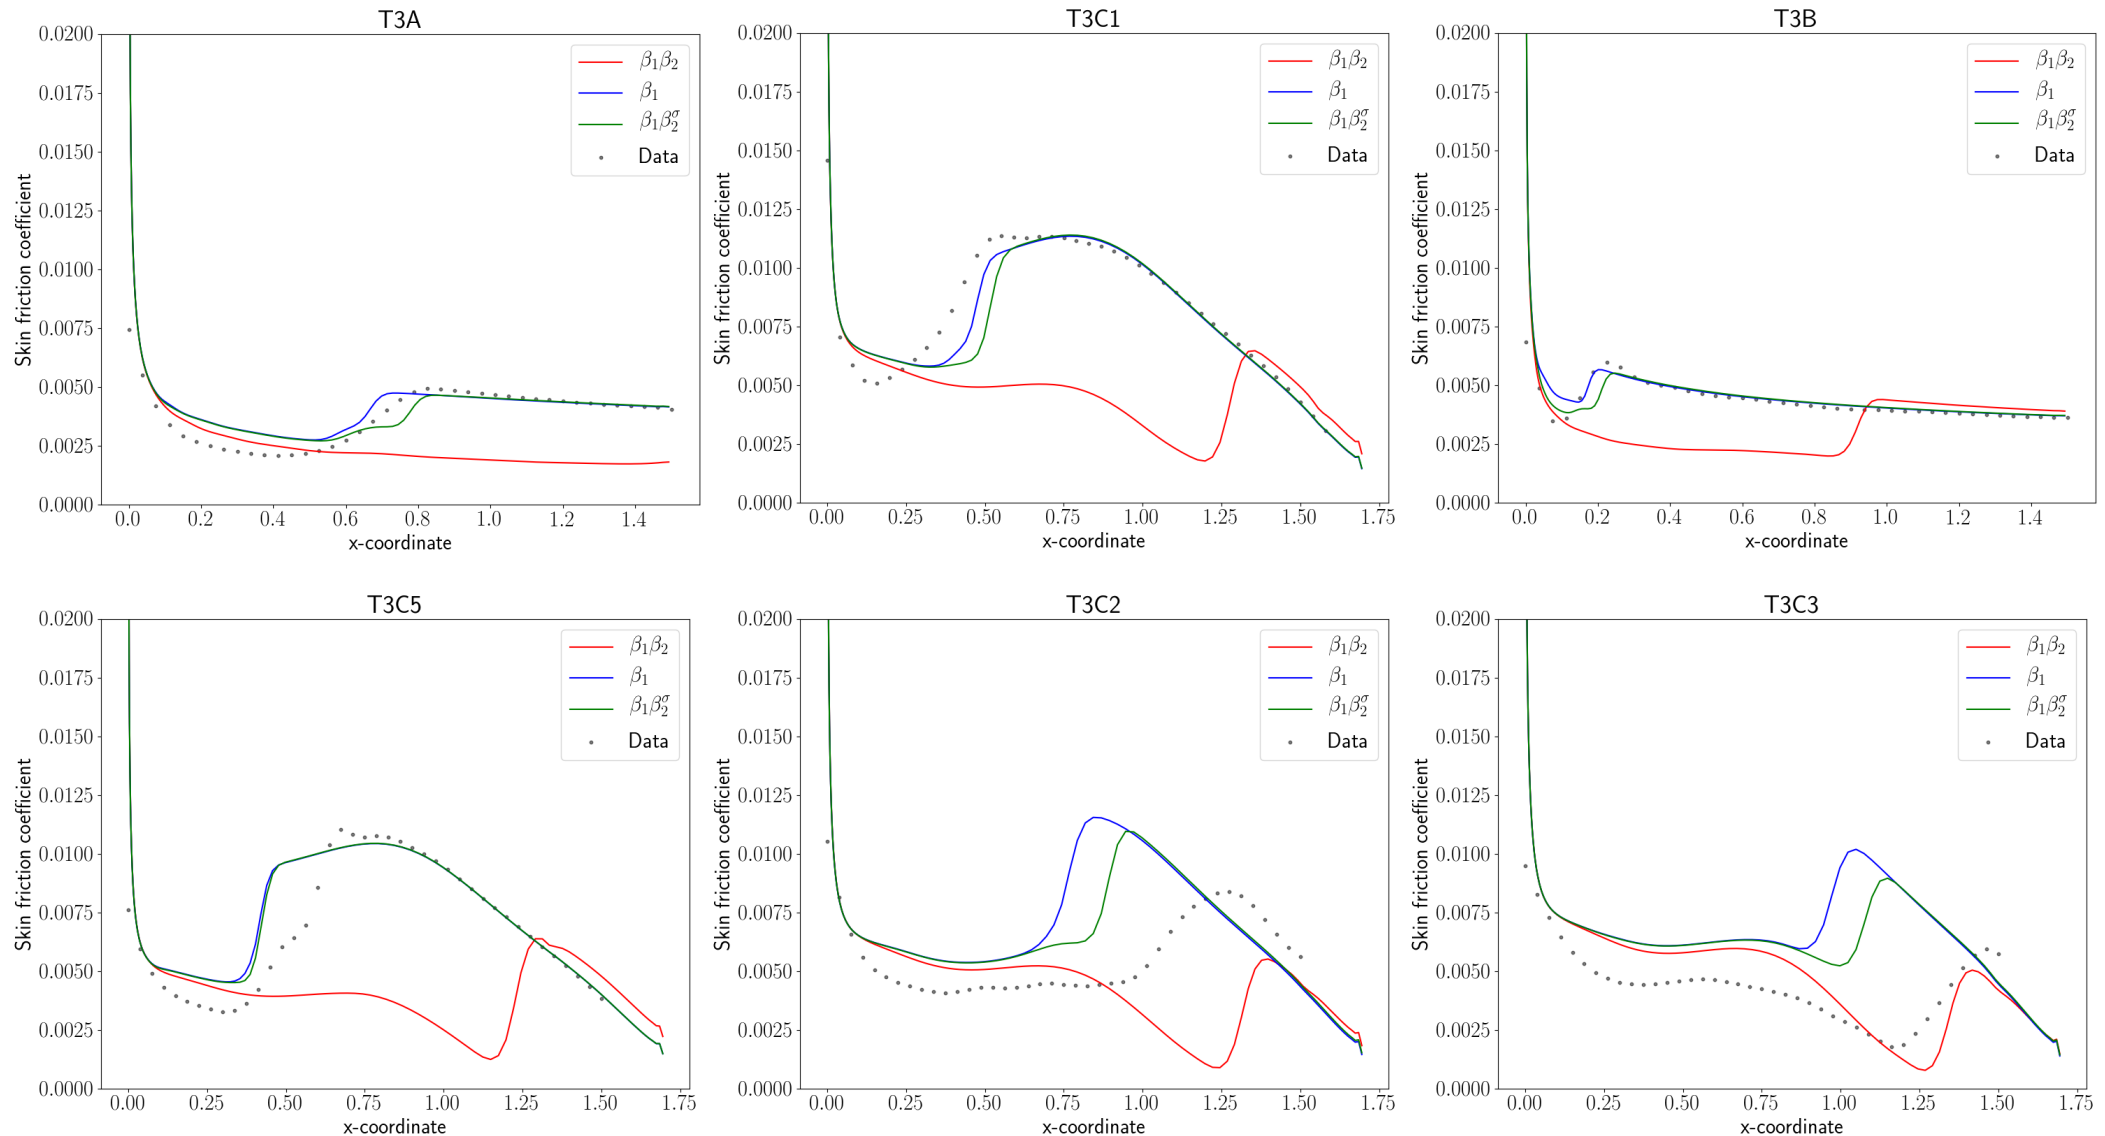 T3A
0.0200
0.0175
0.0150
0.0125
0.0100
0.0075
0.0050
0.0025
0.0000
Skin friction coefficient
β₁β₂
β₁
β₁β₂^σ
Data
0.0 0.2 0.4 0.6 0.8 1.0 1.2 1.4
x-coordinate
T3C1
0.0200
0.0175
0.0150
0.0125
0.0100
0.0075
0.0050
0.0025
0.0000
Skin friction coefficient
β₁β₂
β₁
β₁β₂^σ
Data
0.00 0.25 0.50 0.75 1.00 1.25 1.50 1.75
x-coordinate
T3B
0.0200
0.0175
0.0150
0.0125
0.0100
0.0075
0.0050
0.0025
0.0000
Skin friction coefficient
β₁β₂
β₁
β₁β₂^σ
Data
0.0 0.2 0.4 0.6 0.8 1.0 1.2 1.4
x-coordinate
T3C5
0.0200
0.0175
0.0150
0.0125
0.0100
0.0075
0.0050
0.0025
0.0000
Skin friction coefficient
β₁β₂
β₁
β₁β₂^σ
Data
0.00 0.25 0.50 0.75 1.00 1.25 1.50 1.75
x-coordinate
T3C2
0.0200
0.0175
0.0150
0.0125
0.0100
0.0075
0.0050
0.0025
0.0000
Skin friction coefficient
β₁β₂
β₁
β₁β₂^σ
Data
0.00 0.25 0.50 0.75 1.00 1.25 1.50 1.75
x-coordinate
T3C3
0.0200
0.0175
0.0150
0.0125
0.0100
0.0075
0.0050
0.0025
0.0000
Skin friction coefficient
β₁β₂
β₁
β₁β₂^σ
Data
0.00 0.25 0.50 0.75 1.00 1.25 1.50 1.75
x-coordinate